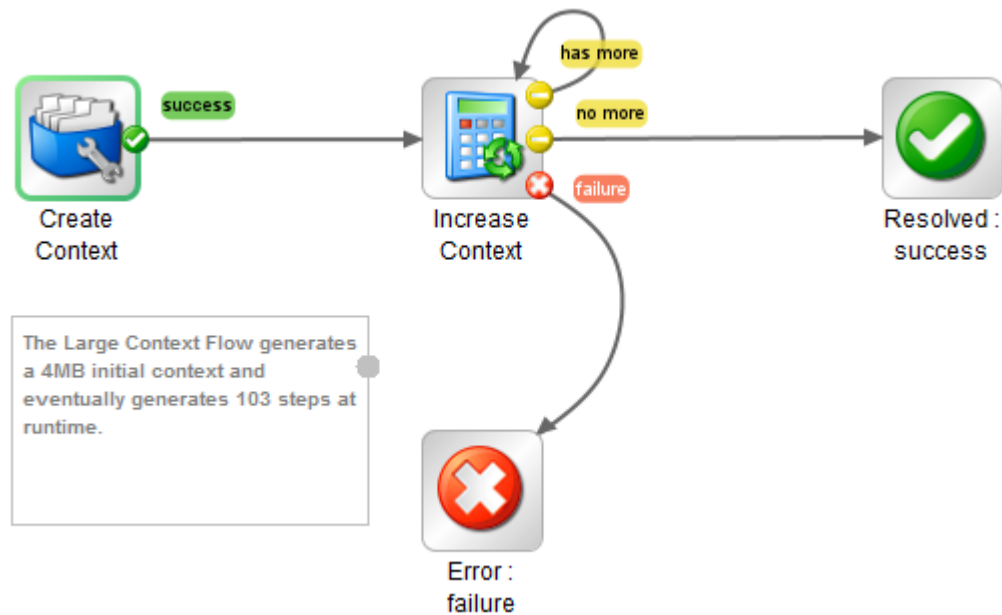 has more
success
no more
failure
Create
Context
Increase
Context
Resolved :
success
The Large Context Flow generates
a 4MB initial context and
eventually generates 103 steps at
runtime.
Error :
failure